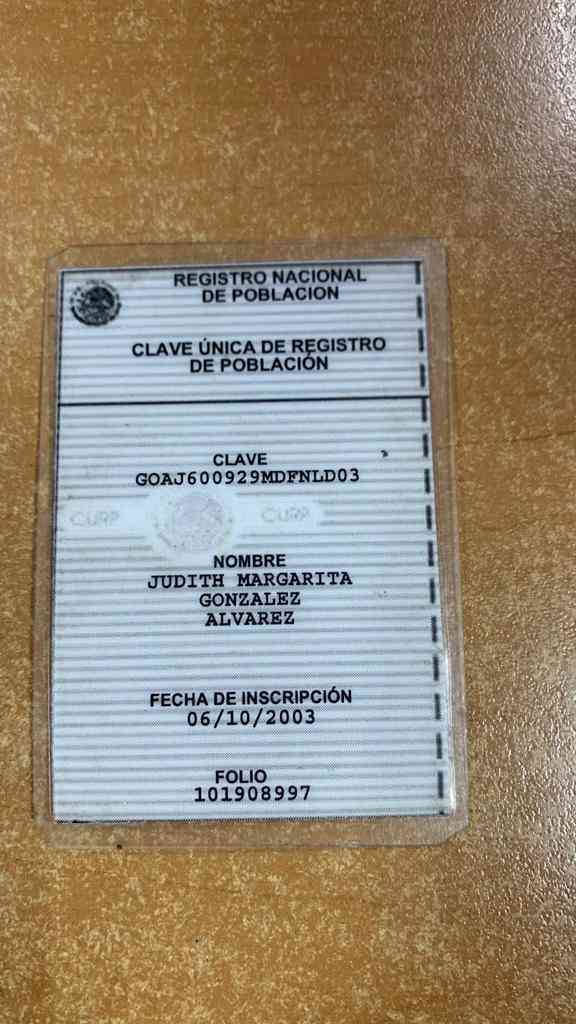 REGISTRO NACIONAL
DE POBLACION
CLAVE ÚNICA DE REGISTRO
DE POBLACIÓN
CLAVE
GOAJ600929MDFNLD03
CURP CURP
NOMBRE
JUDITH MARGARITA
GONZALEZ
ALVAREZ
FECHA DE INSCRIPCIÓN
06/10/2003
FOLIO
101908997